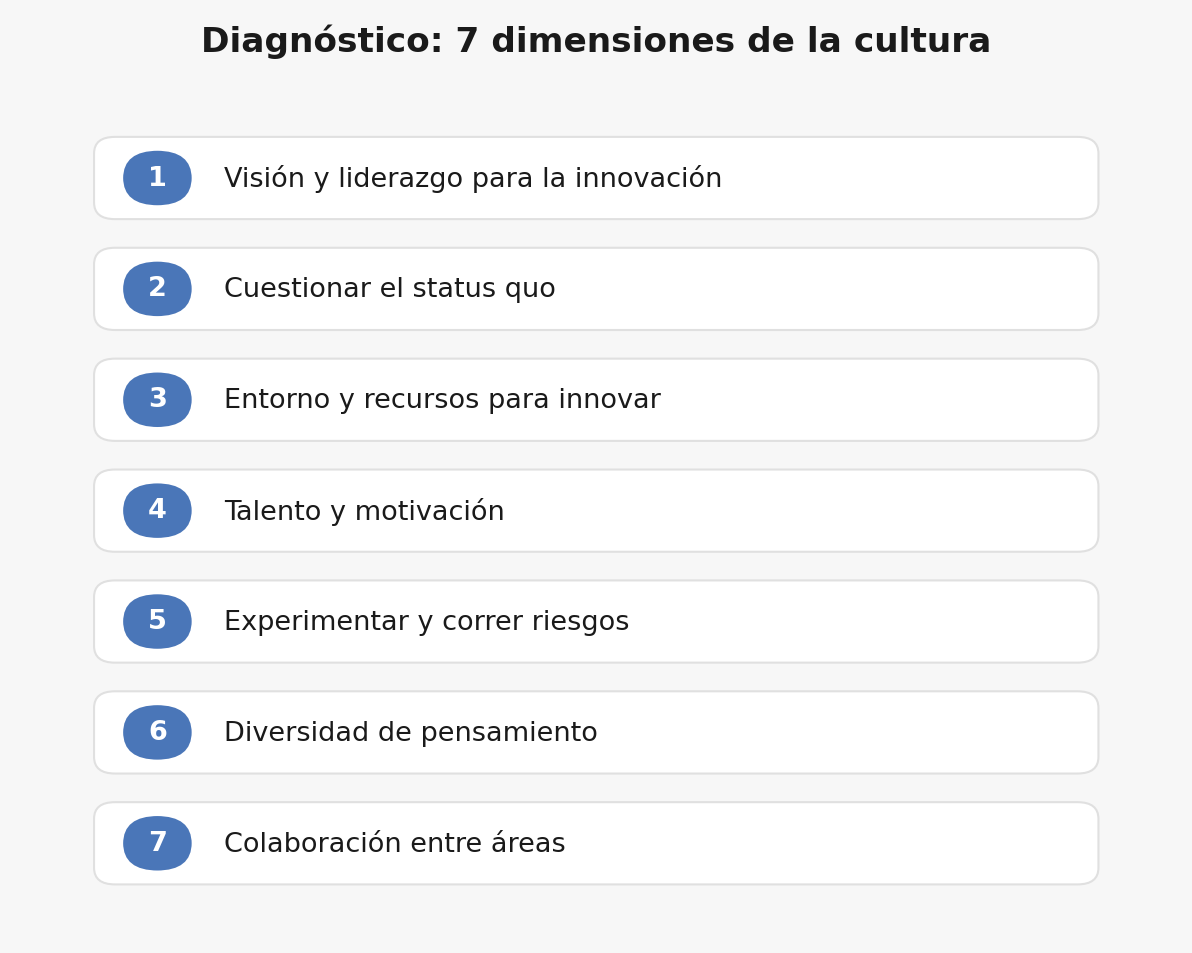 Diagnóstico: 7 dimensiones de la cultura
1 Visión y liderazgo para la innovación
2 Cuestionar el status quo
3 Entorno y recursos para innovar
4 Talento y motivación
5 Experimentar y correr riesgos
6 Diversidad de pensamiento
7 Colaboración entre áreas